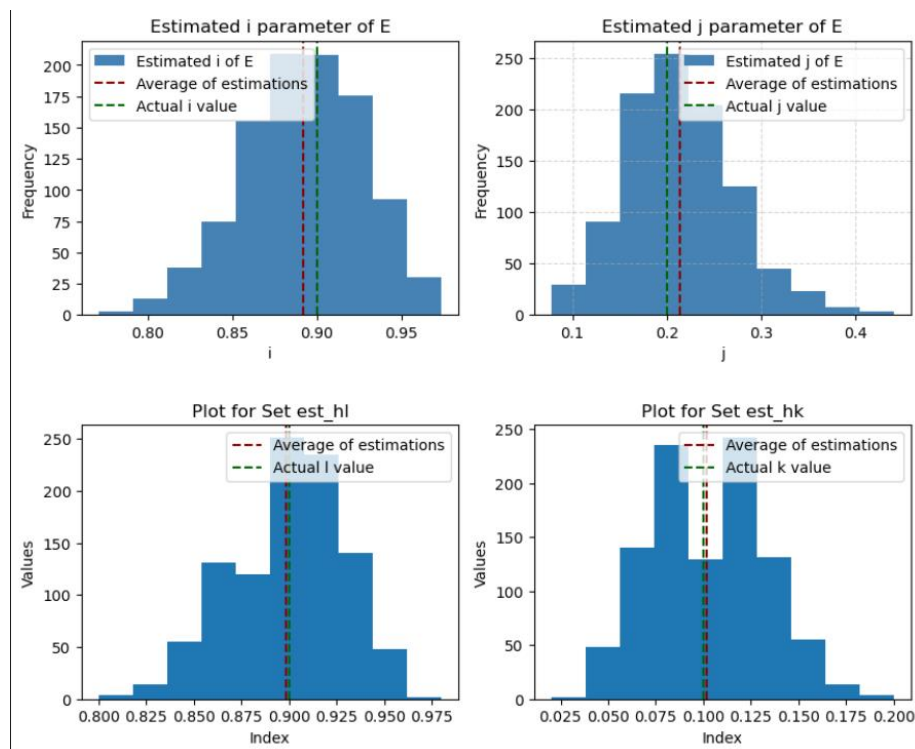 Estimated i parameter of E
Estimated i of E
Average of estimations
Actual i value
Frequency
200
175
150
125
100
75
50
25
0
0.80 0.85 0.90 0.95
i
Estimated j parameter of E
Estimated j of E
Average of estimations
Actual j value
Frequency
250
200
150
100
50
0
0.1 0.2 0.3 0.4
j
Plot for Set est_hl
Average of estimations
Actual l value
Values
250
200
150
100
50
0
0.800 0.825 0.850 0.875 0.900 0.925 0.950 0.975
Index
Plot for Set est_hk
Average of estimations
Actual k value
Values
250
200
150
100
50
0
0.025 0.050 0.075 0.100 0.125 0.150 0.175 0.200
Index